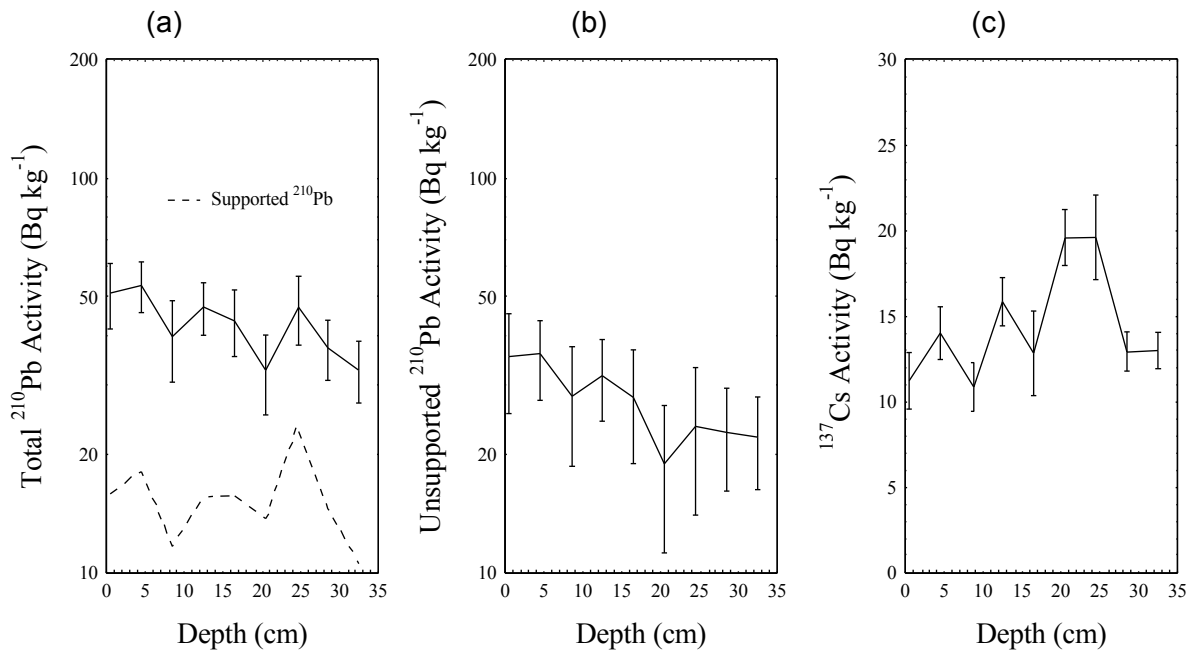 (a)
(b)
(c)
Total ²¹⁰Pb Activity (Bq kg⁻¹)
200
100
50
20
10
Supported ²¹⁰Pb
0 5 10 15 20 25 30 35
Depth (cm)
Unsupported ²¹⁰Pb Activity (Bq kg⁻¹)
200
100
50
20
10
0 5 10 15 20 25 30 35
Depth (cm)
¹³⁷Cs Activity (Bq kg⁻¹)
30
25
20
15
10
5
0
0 5 10 15 20 25 30 35
Depth (cm)